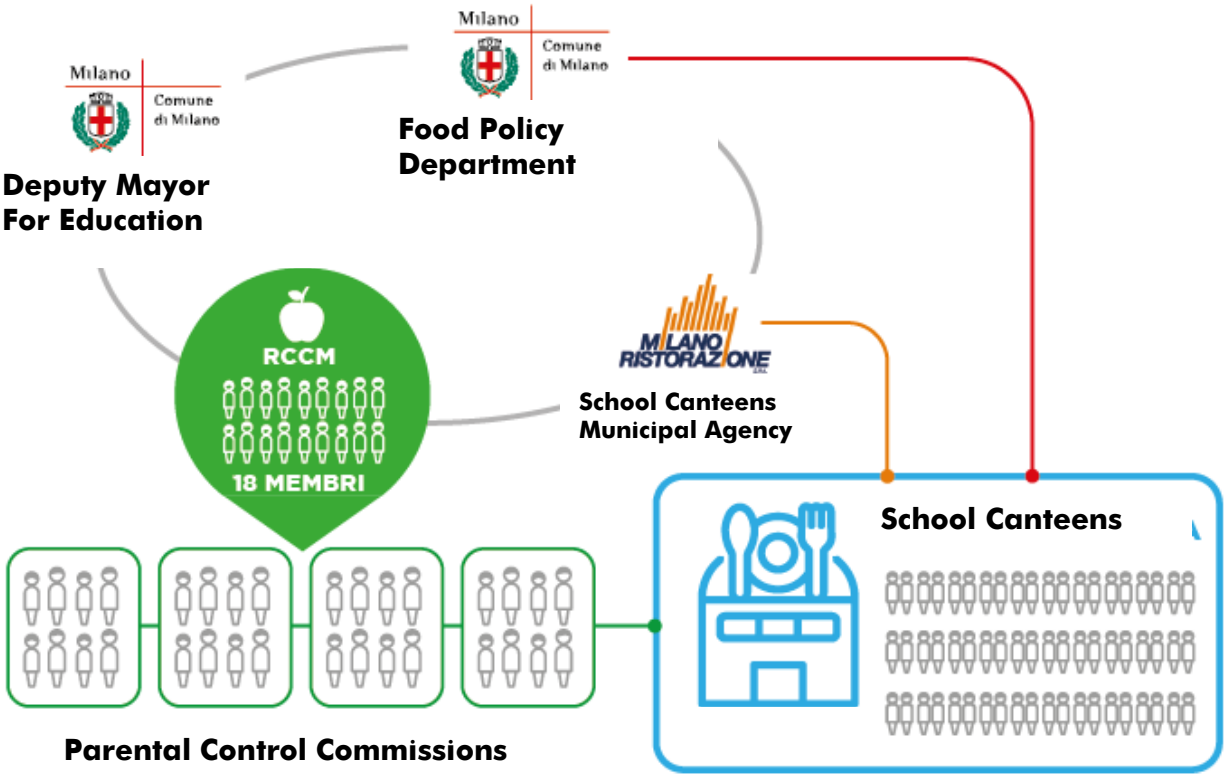 Milano
Comune
di Milano
Food Policy
Department
Milano
Comune
di Milano
Deputy Mayor
For Education
RCCM
18 MEMBRI
MILANO
RISTORAZIONE
School Canteens
Municipal Agency
School Canteens
Parental Control Commissions